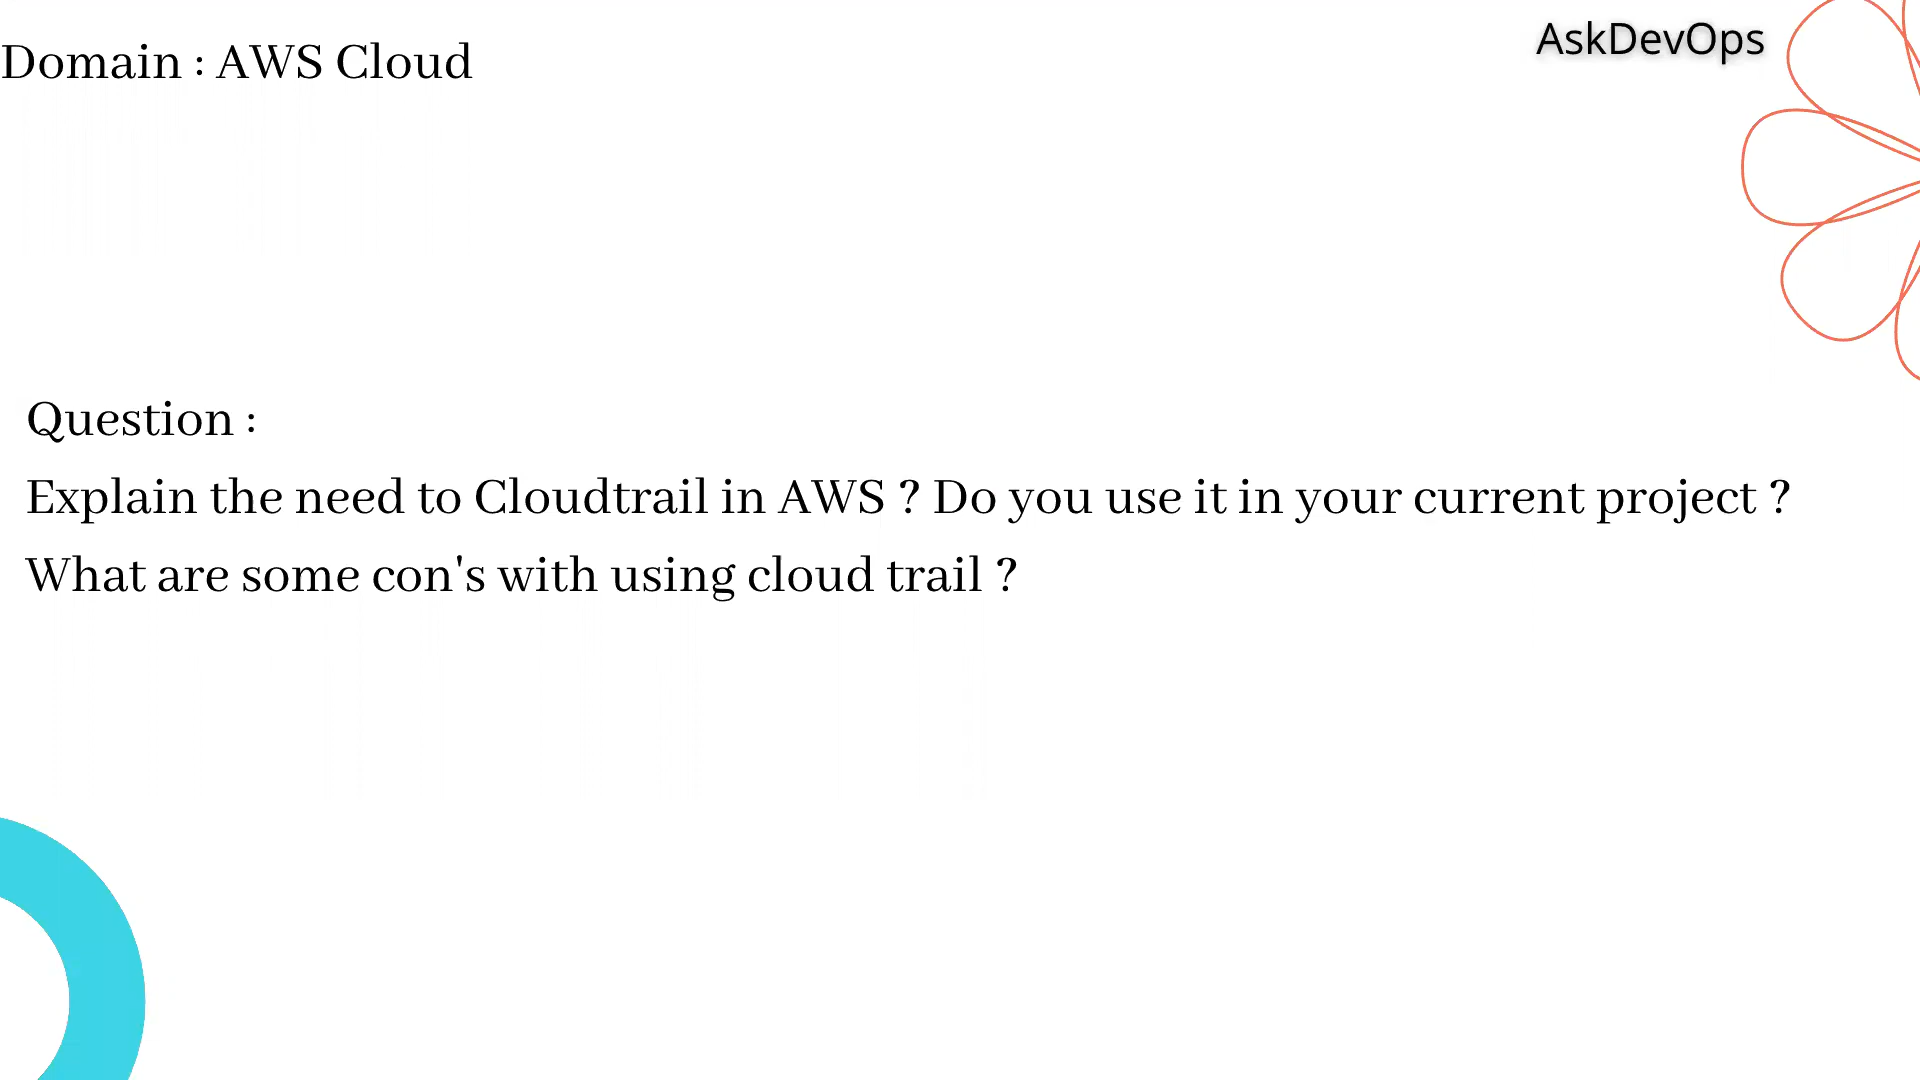 Domain : AWS Cloud
AskDevOps
Question :
Explain the need to Cloudtrail in AWS ? Do you use it in your current project ?
What are some con's with using cloud trail ?